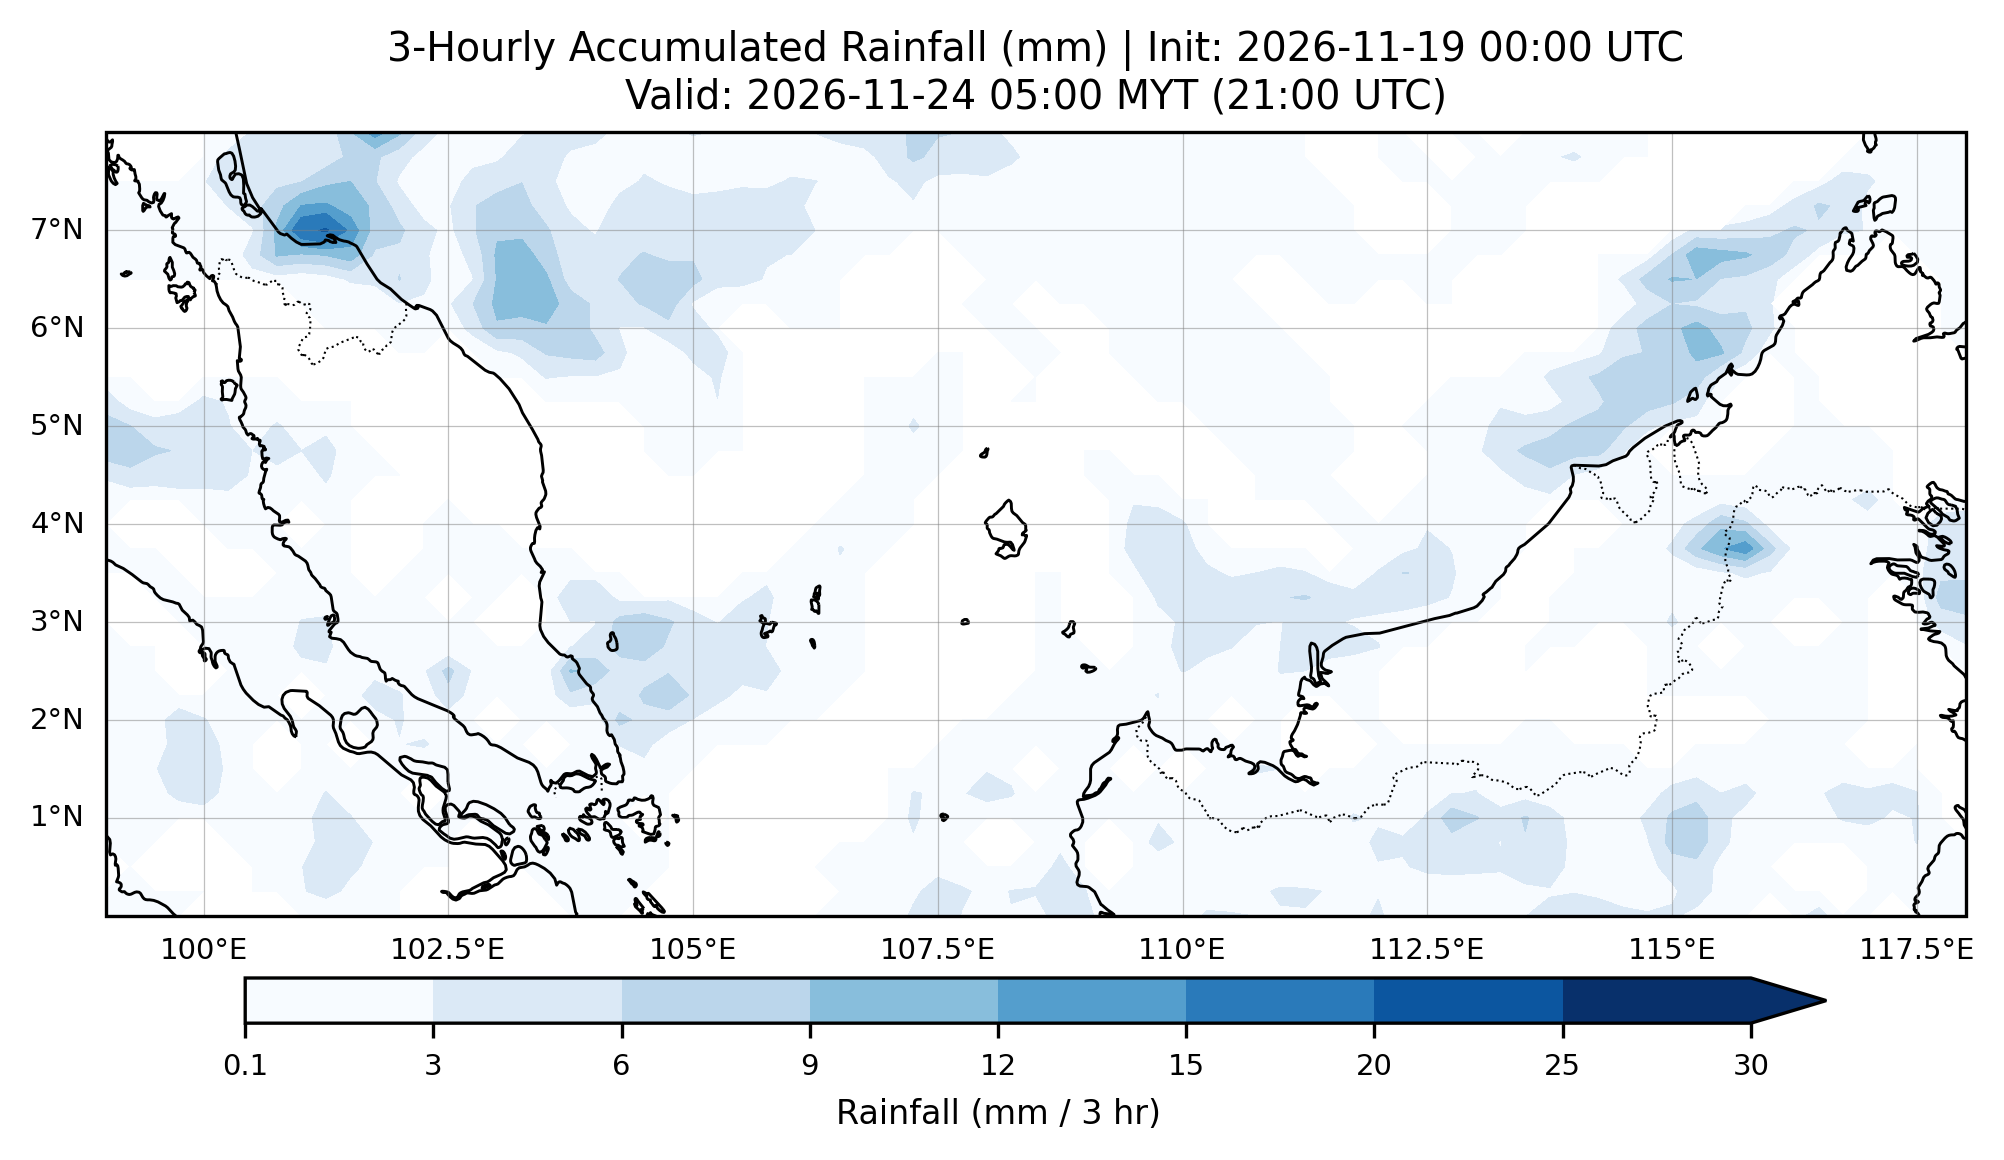 3-Hourly Accumulated Rainfall (mm) | Init: 2026-11-19 00:00 UTC
Valid: 2026-11-24 05:00 MYT (21:00 UTC)
7°N
6°N
5°N
4°N
3°N
2°N
1°N
100°E 102.5°E 105°E 107.5°E 110°E 112.5°E 115°E 117.5°E
0.1 3 6 9 12 15 20 25 30
Rainfall (mm / 3 hr)